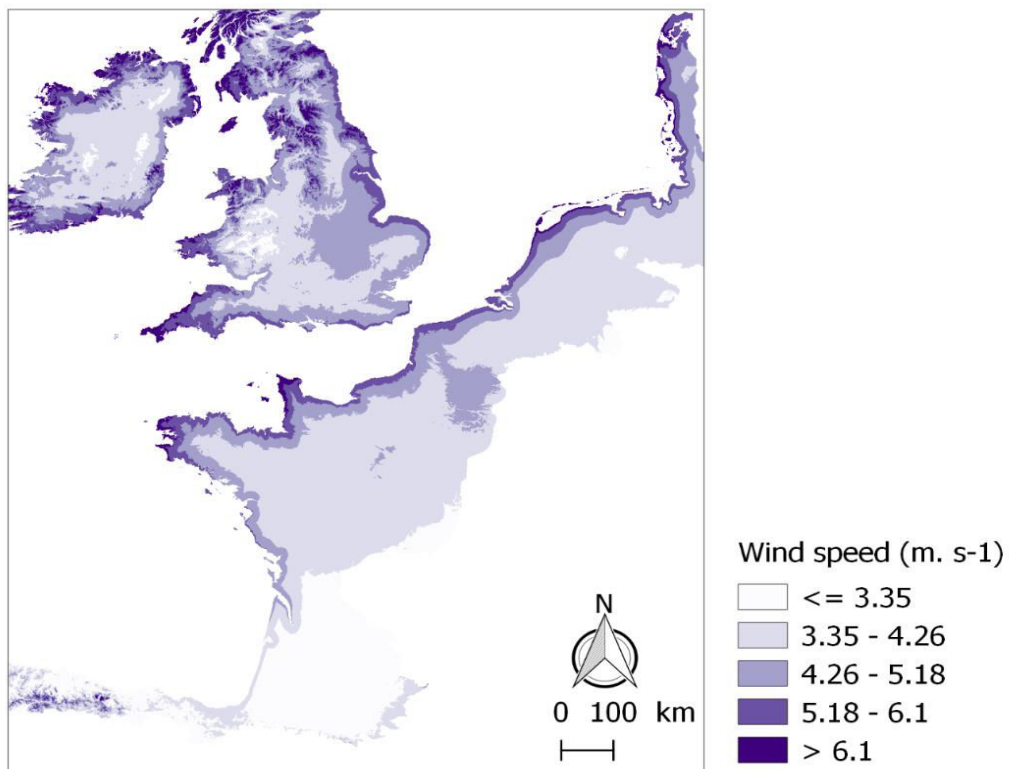 Wind speed (m. s-1)
<= 3.35
3.35 - 4.26
4.26 - 5.18
5.18 - 6.1
> 6.1
N
0 100 km